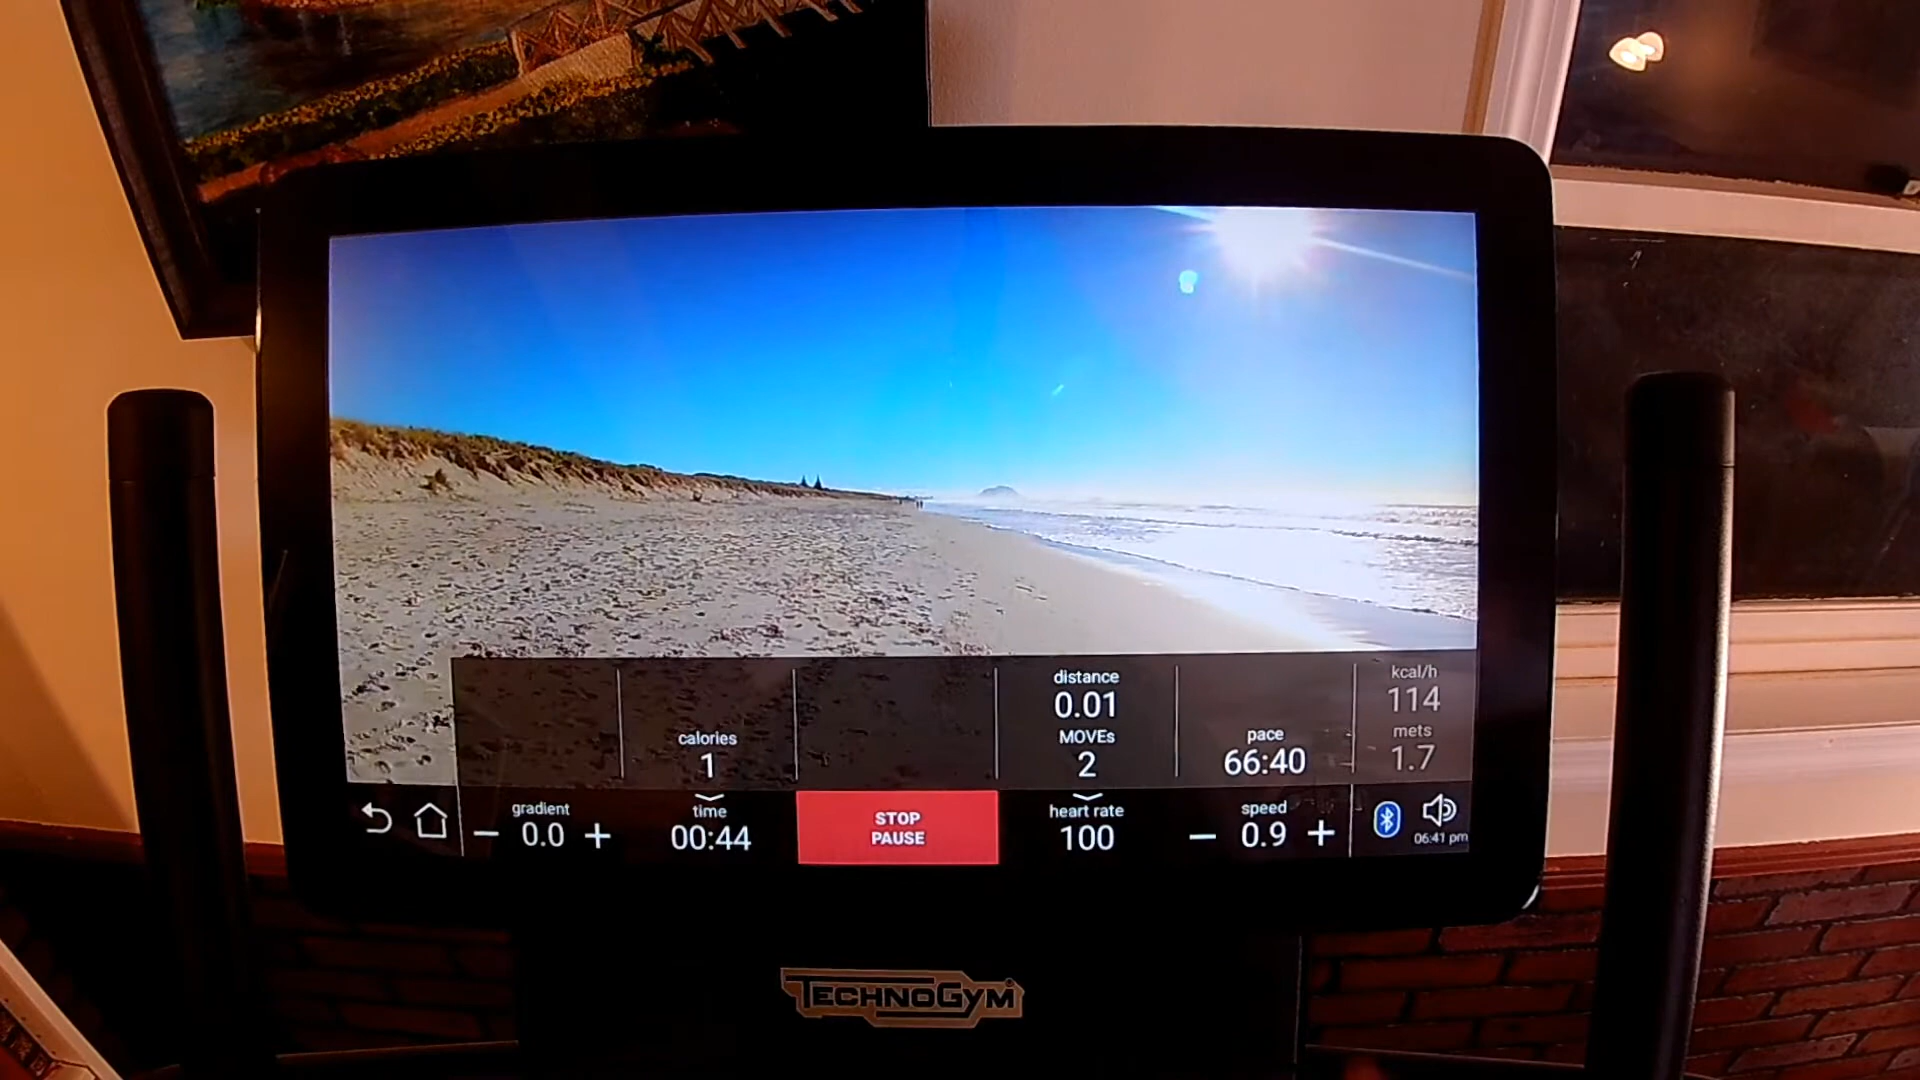 distance
0.01
MOVEs
2
calories
1
pace
66:40
kcal/h
114
mets
1.7
gradient
− 0.0 +
time
00:44
STOP
PAUSE
heart rate
100
speed
− 0.9 +
06:41 pm
TECHNOGYM